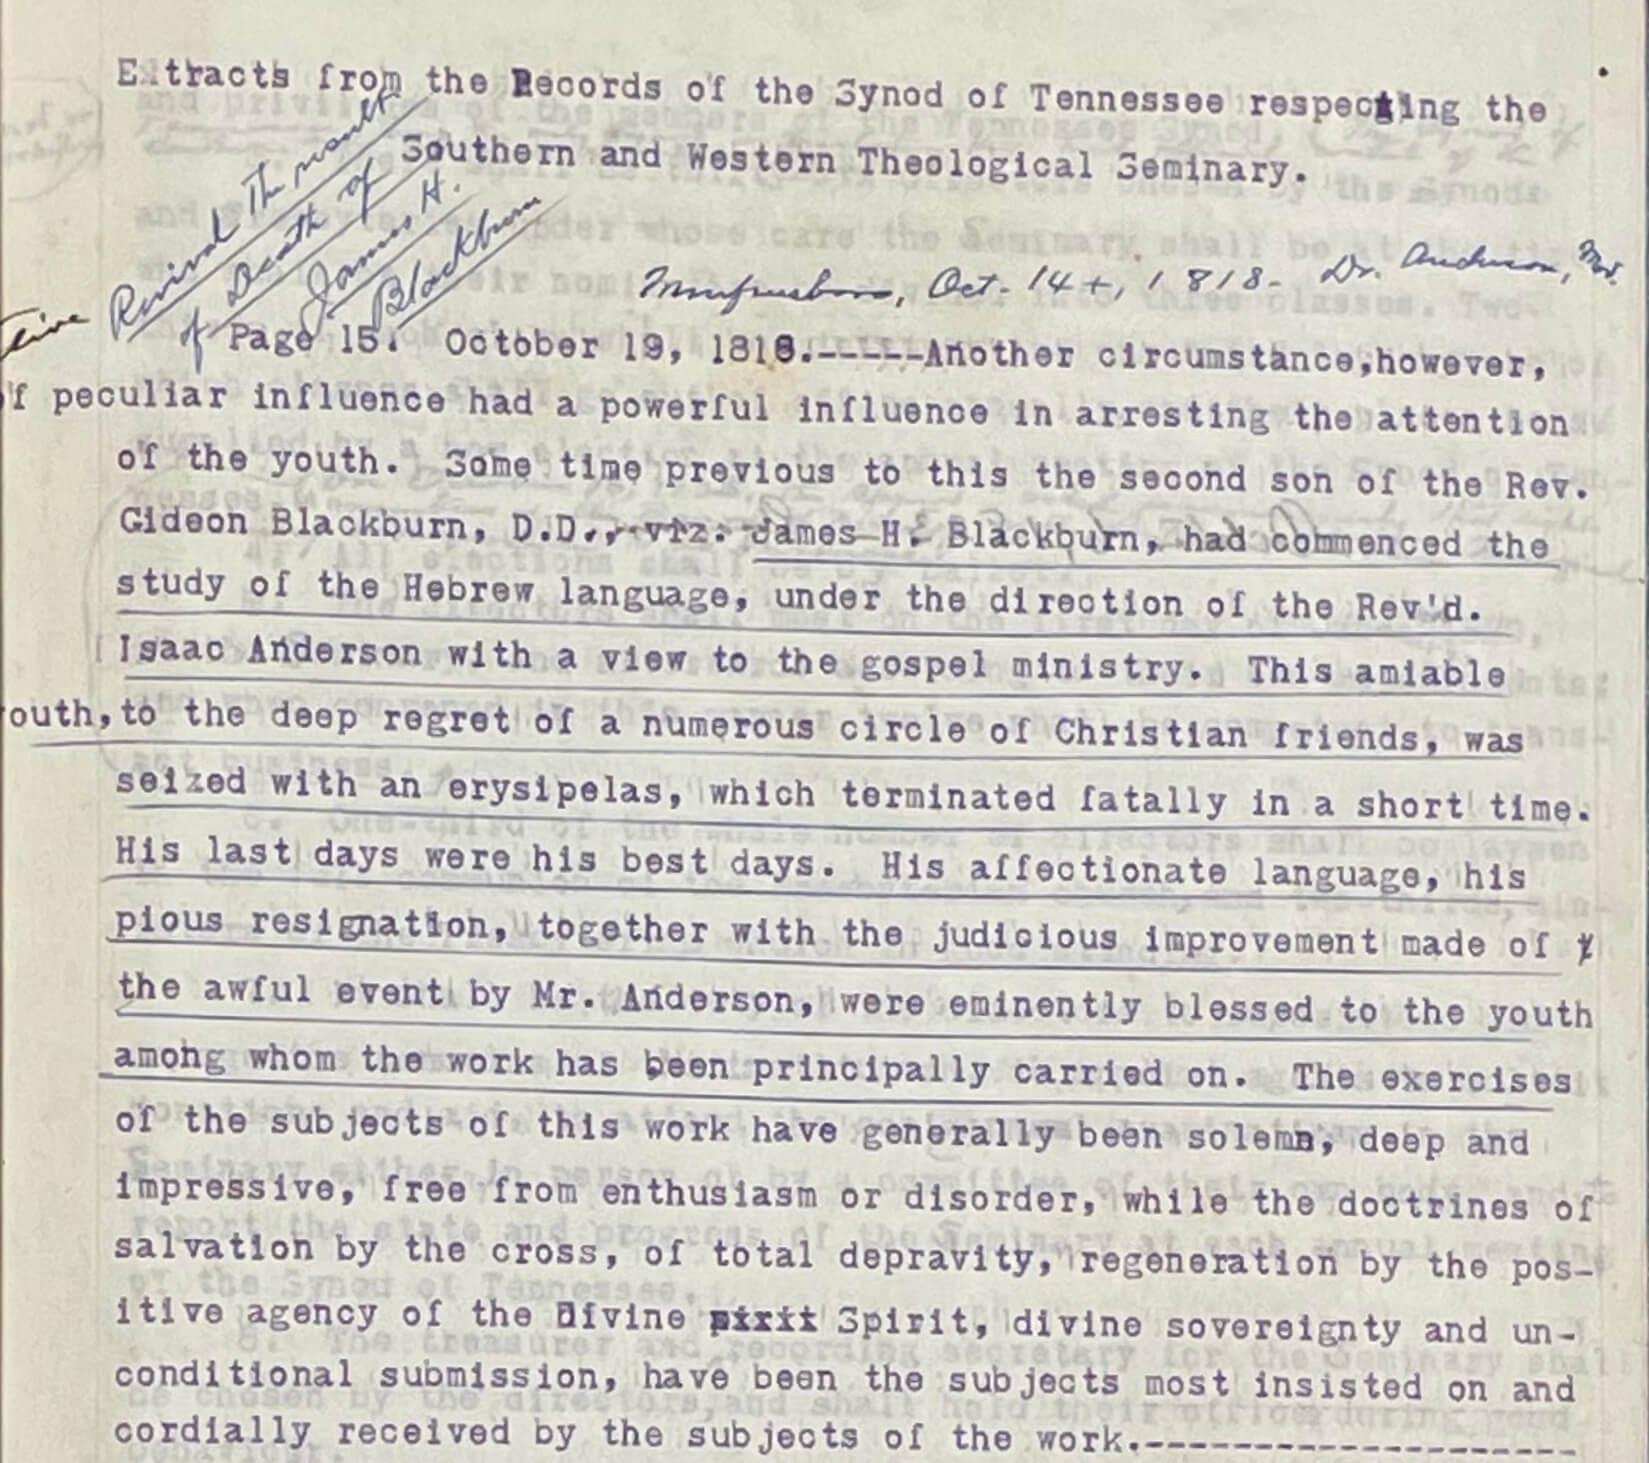 Extracts from the Records of the Synod of Tennessee respecting the
Southern and Western Theological Seminary.
Revival The result
of Death of
James H.
Blackburn
Oct. 14+, 1818- Dr. Anderson, Mod.
Page 15. October 19, 1818.-----Another circumstance,however,
f peculiar influence had a powerful influence in arresting the attention
of the youth. Some time previous to this the second son of the Rev.
Gideon Blackburn, D.D., viz. James H. Blackburn, had commenced the
study of the Hebrew language, under the direction of the Rev'd.
Isaac Anderson with a view to the gospel ministry. This amiable
outh,to the deep regret of a numerous circle of Christian friends, was
seized with an erysipelas, which terminated fatally in a short time.
His last days were his best days. His affectionate language, his
pious resignation, together with the judicious improvement made of
the awful event by Mr. Anderson, were eminently blessed to the youth
among whom the work has been principally carried on. The exercises
of the subjects of this work have generally been solemn, deep and
impressive, free from enthusiasm or disorder, while the doctrines of
salvation by the cross, of total depravity, regeneration by the pos-
itive agency of the Divine Spirit, divine sovereignty and un-
conditional submission, have been the subjects most insisted on and
cordially received by the subjects of the work.--------------------